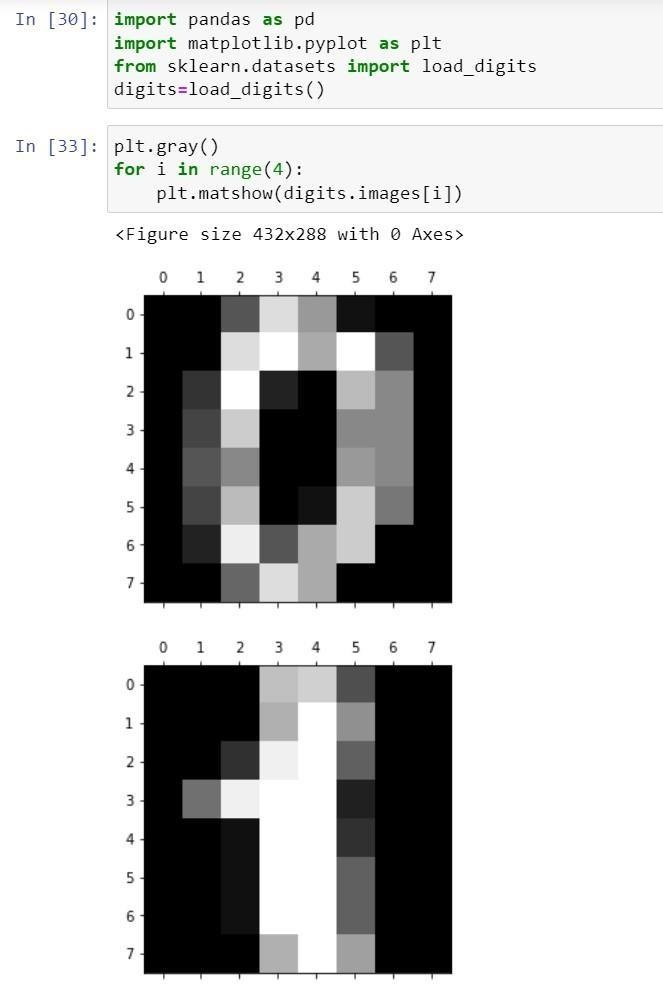 In [30]: import pandas as pd
import matplotlib.pyplot as plt
from sklearn.datasets import load_digits
digits=load_digits()
In [33]: plt.gray()
for i in range(4):
    plt.matshow(digits.images[i])
<Figure size 432x288 with 0 Axes>
0 1 2 3 4 5 6 7
0
1
2
3
4
5
6
7
0 1 2 3 4 5 6 7
0
1
2
3
4
5
6
7